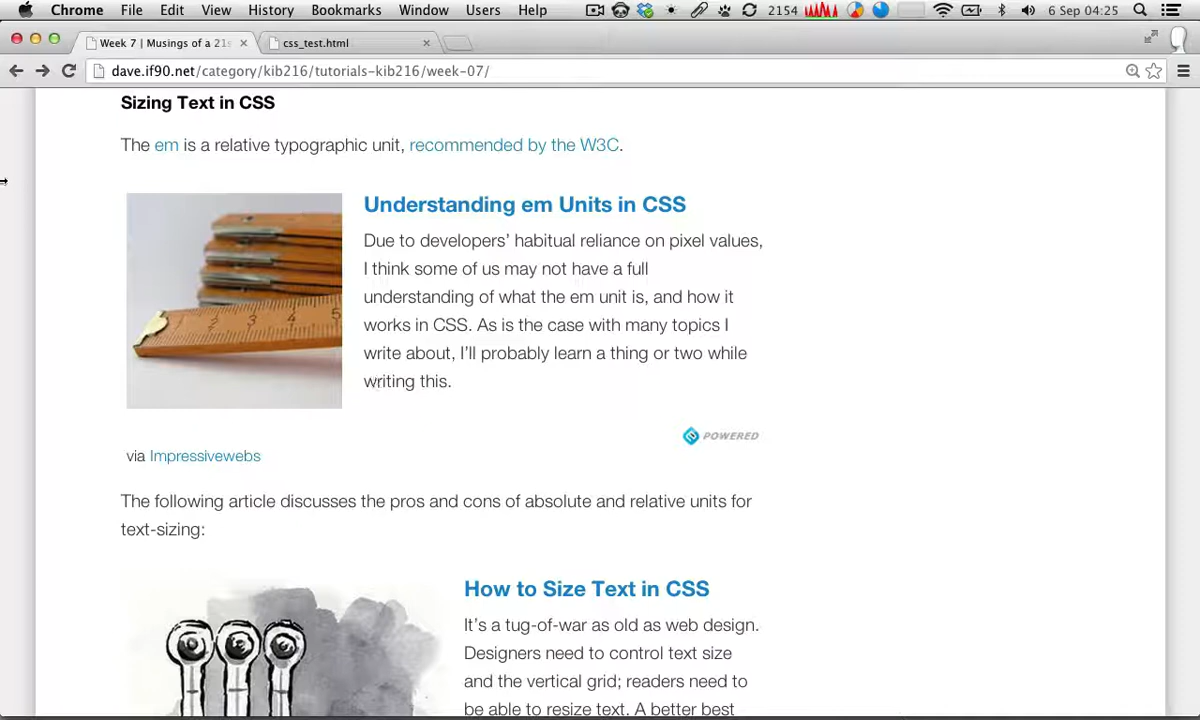 Chrome File Edit View History Bookmarks Window Users Help 2154 6 Sep 04:25
Week 7 | Musings of a 21s css_test.html
dave.if90.net/category/kib216/tutorials-kib216/week-07/
Sizing Text in CSS
The em is a relative typographic unit, recommended by the W3C.
Understanding em Units in CSS
Due to developers’ habitual reliance on pixel values,
I think some of us may not have a full
understanding of what the em unit is, and how it
works in CSS. As is the case with many topics I
write about, I’ll probably learn a thing or two while
writing this.
2 3 4 5
POWERED
via Impressivewebs
The following article discusses the pros and cons of absolute and relative units for
text-sizing:
How to Size Text in CSS
It’s a tug-of-war as old as web design.
Designers need to control text size
and the vertical grid; readers need to
be able to resize text. A better best